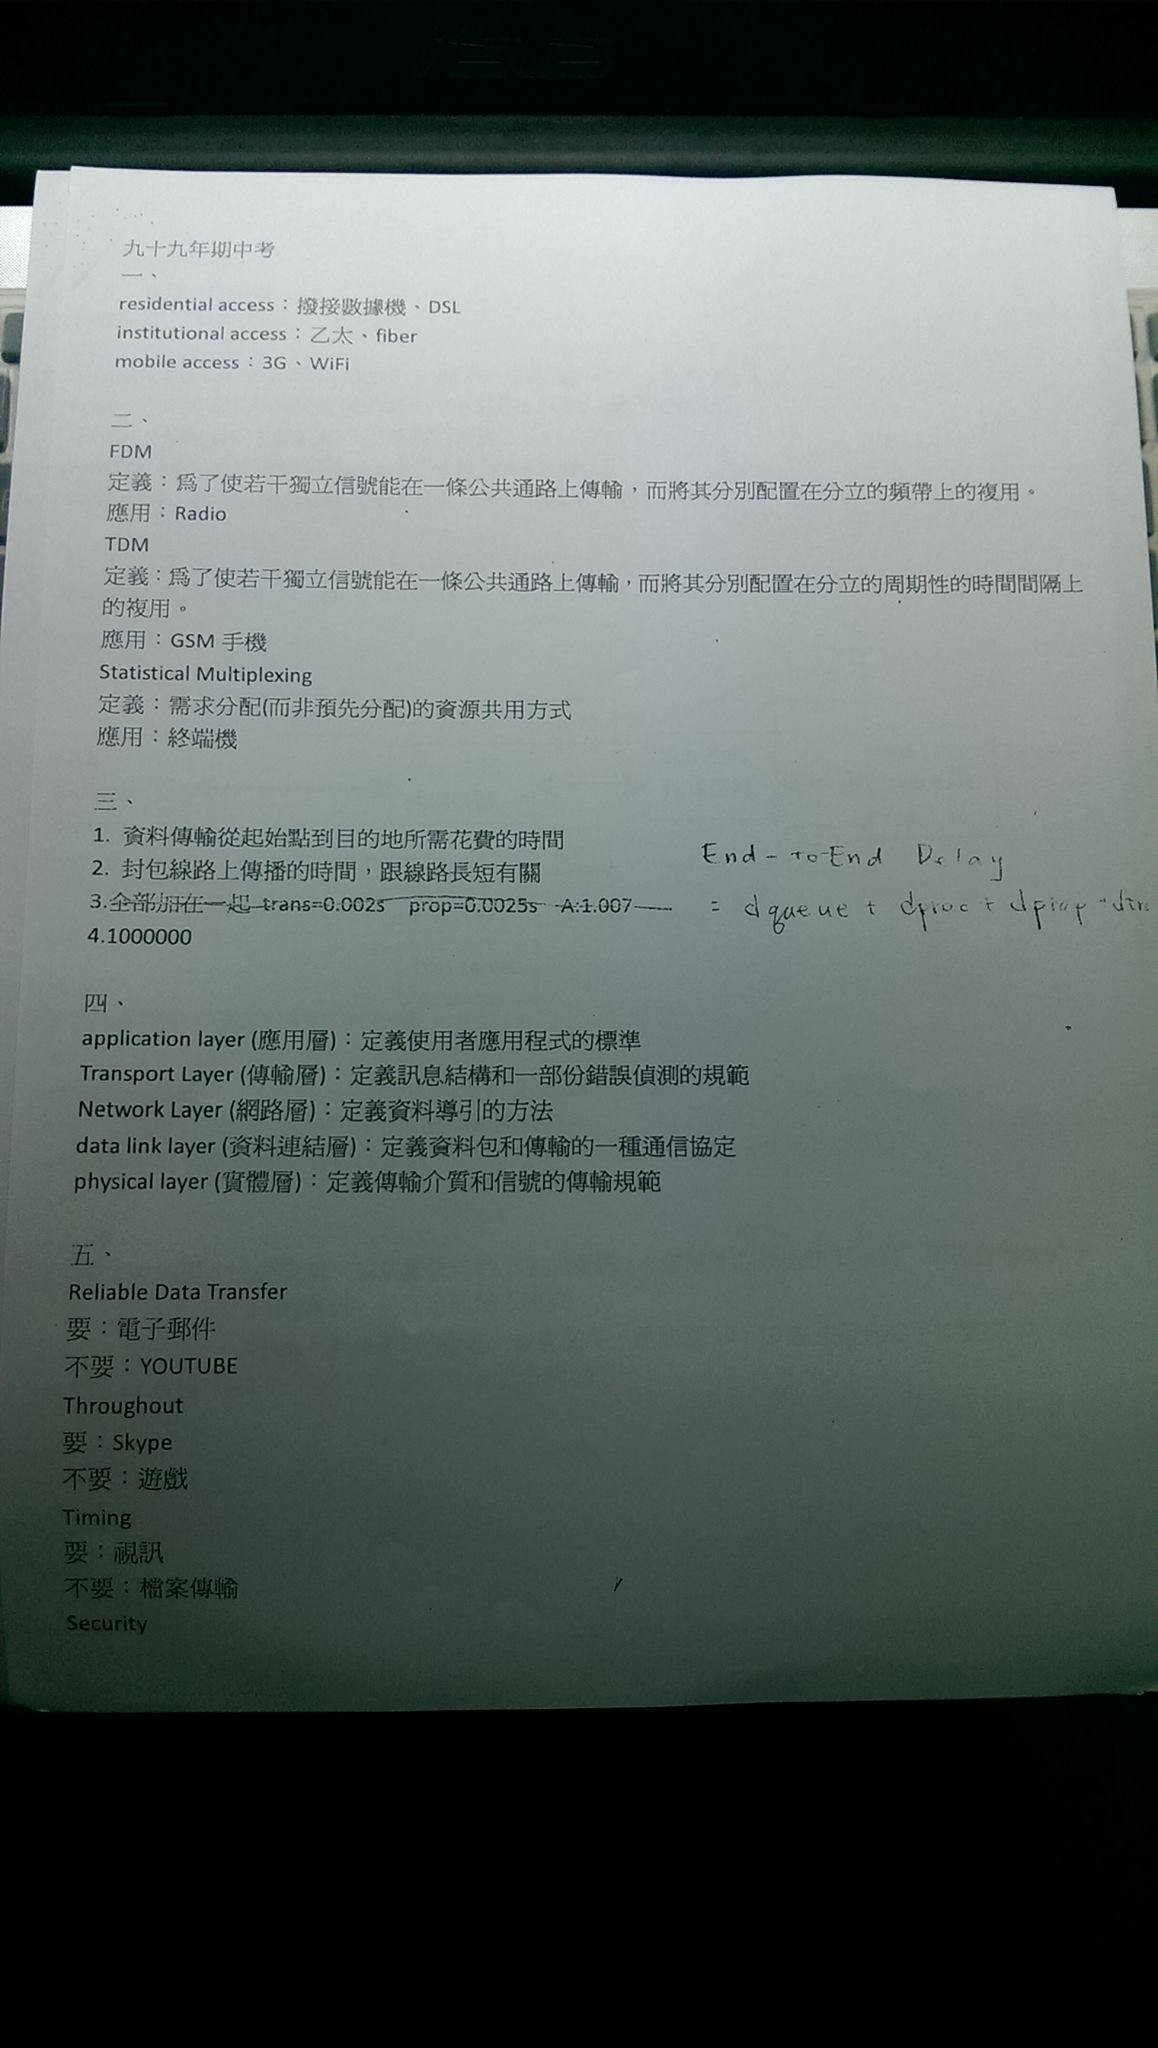 九十九年期中考
一、
residential access：撥接數據機、DSL
institutional access：乙太、fiber
mobile access：3G、WiFi
二、
FDM
定義：爲了使若干獨立信號能在一條公共通路上傳輸，而將其分別配置在分立的頻帶上的複用。
應用：Radio
TDM
定義：爲了使若干獨立信號能在一條公共通路上傳輸，而將其分別配置在分立的周期性的時間間隔上
的複用。
應用：GSM 手機
Statistical Multiplexing
定義：需求分配(而非預先分配)的資源共用方式
應用：終端機
三、
1. 資料傳輸從起始點到目的地所需花費的時間
2. 封包線路上傳播的時間，跟線路長短有關
3.全部加在一起 trans=0.002s prop=0.0025s A:1.007
4.1000000
End-to-End Delay
= dqueue + dproc + dprop + dtra
四、
application layer (應用層)：定義使用者應用程式的標準
Transport Layer (傳輸層)：定義訊息結構和一部份錯誤偵測的規範
Network Layer (網路層)：定義資料導引的方法
data link layer (資料連結層)：定義資料包和傳輸的一種通信協定
physical layer (實體層)：定義傳輸介質和信號的傳輸規範
五、
Reliable Data Transfer
要：電子郵件
不要：YOUTUBE
Throughout
要：Skype
不要：遊戲
Timing
要：視訊
不要：檔案傳輸
Security